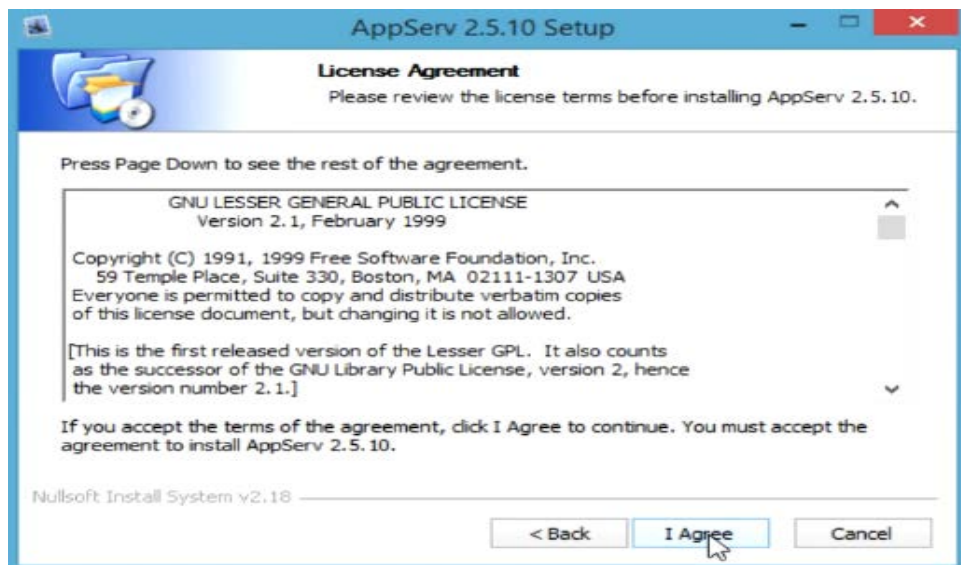 AppServ 2.5.10 Setup
License Agreement
Please review the license terms before installing AppServ 2.5.10.
Press Page Down to see the rest of the agreement.
GNU LESSER GENERAL PUBLIC LICENSE
Version 2.1, February 1999
Copyright (C) 1991, 1999 Free Software Foundation, Inc.
59 Temple Place, Suite 330, Boston, MA 02111-1307 USA
Everyone is permitted to copy and distribute verbatim copies
of this license document, but changing it is not allowed.
[This is the first released version of the Lesser GPL. It also counts
as the successor of the GNU Library Public License, version 2, hence
the version number 2.1.]
If you accept the terms of the agreement, click I Agree to continue. You must accept the
agreement to install AppServ 2.5.10.
Nullsoft Install System v2.18
< Back I Agree Cancel